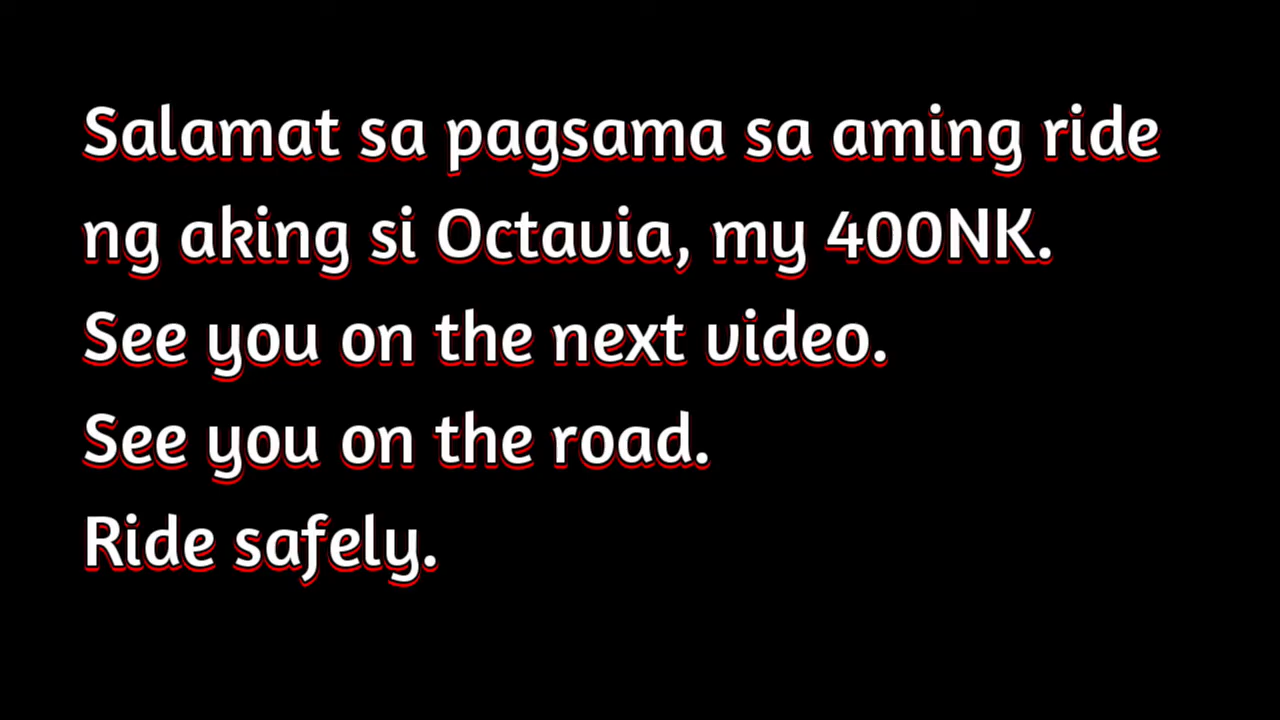 Salamat sa pagsama sa aming ride
ng aking si Octavia, my 400NK.
See you on the next video.
See you on the road.
Ride safely.